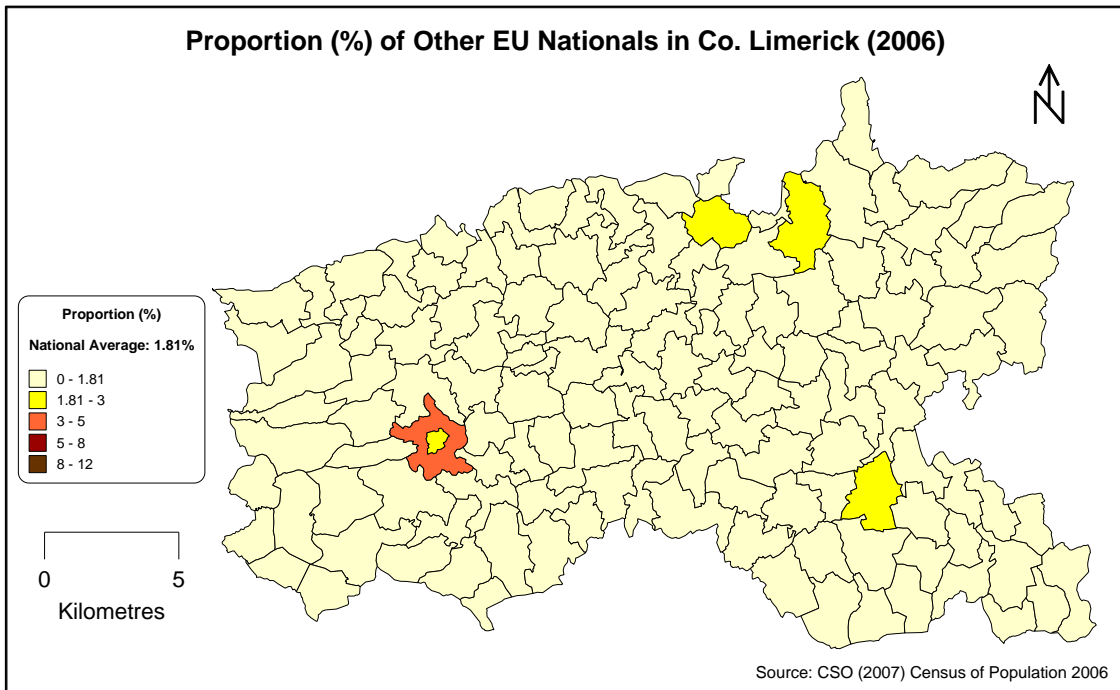 Proportion (%) of Other EU Nationals in Co. Limerick (2006)
N
Proportion (%)
National Average: 1.81%
0 - 1.81
1.81 - 3
3 - 5
5 - 8
8 - 12
0 5
Kilometres
Source: CSO (2007) Census of Population 2006